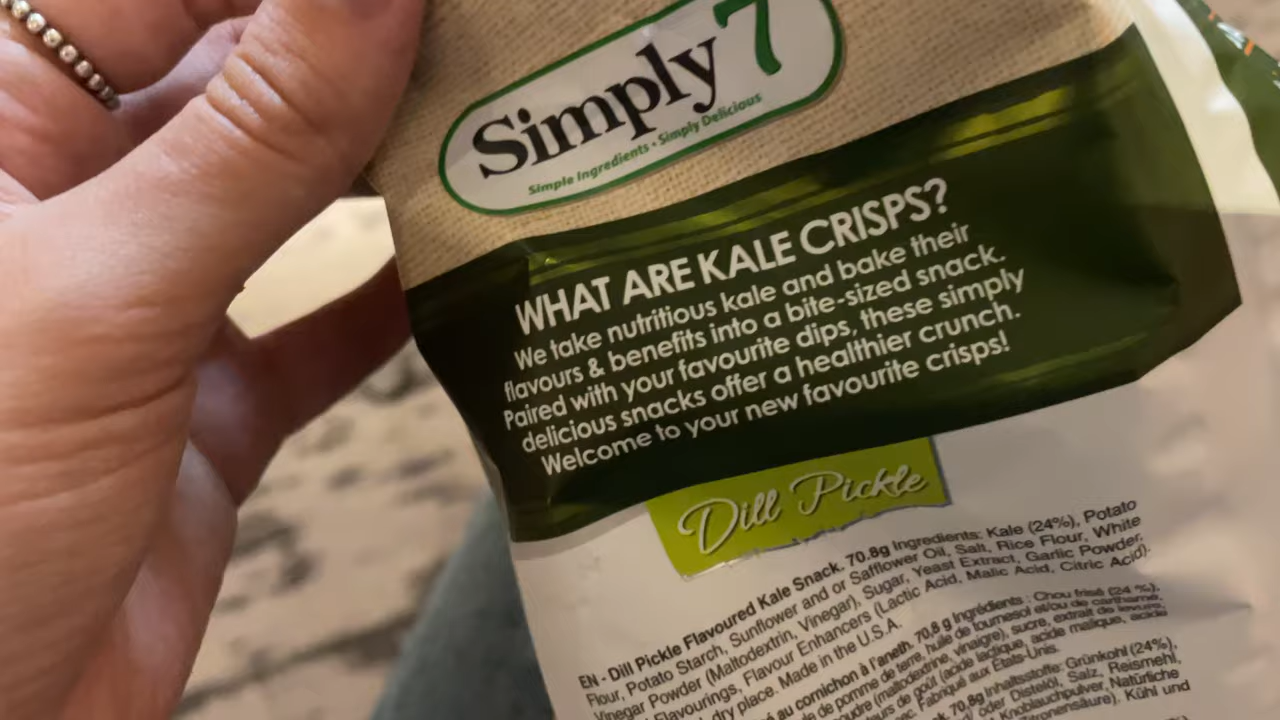 Simply 7
Simple Ingredients • Simply Delicious
WHAT ARE KALE CRISPS?
We take nutritious kale and bake their
flavours & benefits into a bite-sized snack.
Paired with your favourite dips, these simply
delicious snacks offer a healthier crunch.
Welcome to your new favourite crisps!
Dill Pickle
EN - Dill Pickle Flavoured Kale Snack. 70.8g Ingredients: Kale (24%), Potato
Flour, Potato Starch, Sunflower and or Safflower Oil, Salt, Rice Flour, White
Vinegar Powder (Maltodextrin, Vinegar), Sugar, Yeast Extract, Garlic Powder,
Flavourings, Flavour Enhancers (Lactic Acid, Malic Acid, Citric Acid).
dry place. Made in the U.S.A.
au cornichon à l'aneth. 70,8 g Ingrédients : Chou frisé (24 %),
de pomme de terre, huile de tournesol et/ou de carthame,
(maltodextrine, vinaigre), sucre, extrait de levure,
de goût (acide lactique, acide malique, acide
Fabriqué aux États-Unis.
70,8g Inhaltsstoffe: Grünkohl (24%),
oder Distelöl, Salz, Reismehl,
Knoblauchpulver, Natürliche
Kühl und